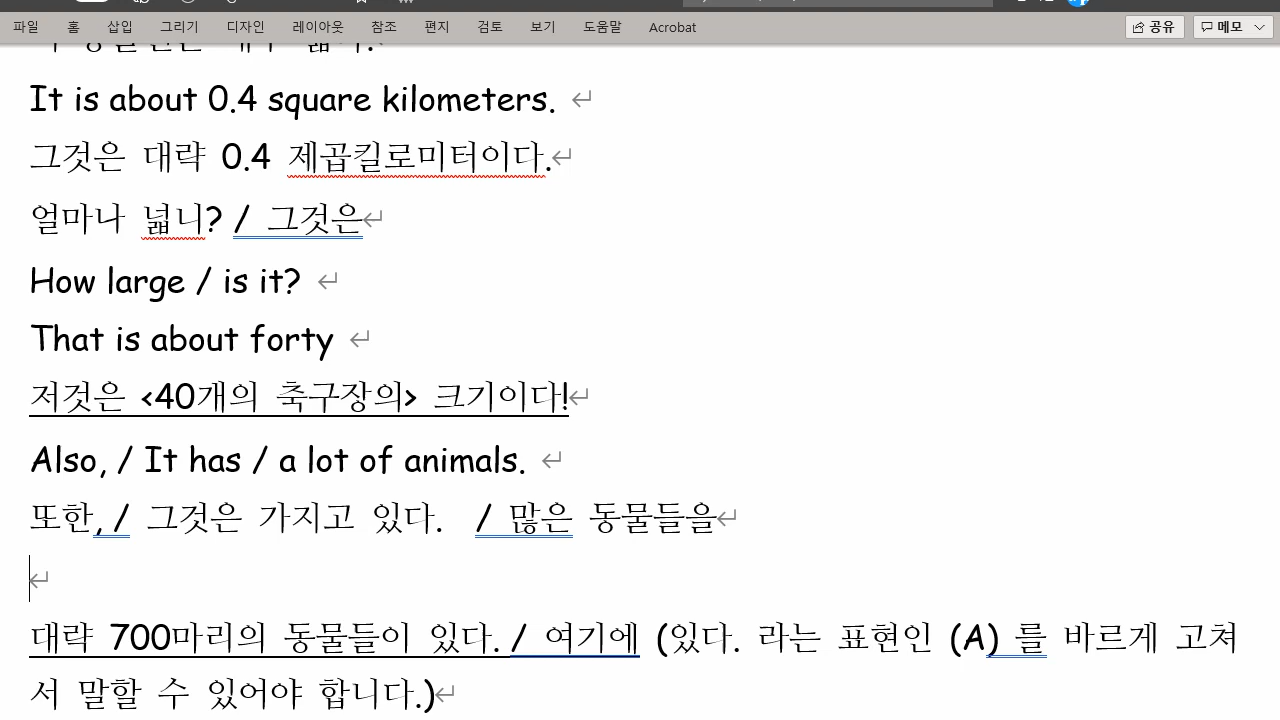 파일 홈 삽입 그리기 디자인 레이아웃 참조 편지 검토 보기 도움말 Acrobat 공유 메모
It is about 0.4 square kilometers.
그것은 대략 0.4 제곱킬로미터이다.
얼마나 넓니? / 그것은
How large / is it?
That is about forty
저것은 <40개의 축구장의> 크기이다!
Also, / It has / a lot of animals.
또한, / 그것은 가지고 있다. / 많은 동물들을
대략 700마리의 동물들이 있다. / 여기에 (있다. 라는 표현인 (A) 를 바르게 고쳐
서 말할 수 있어야 합니다.)